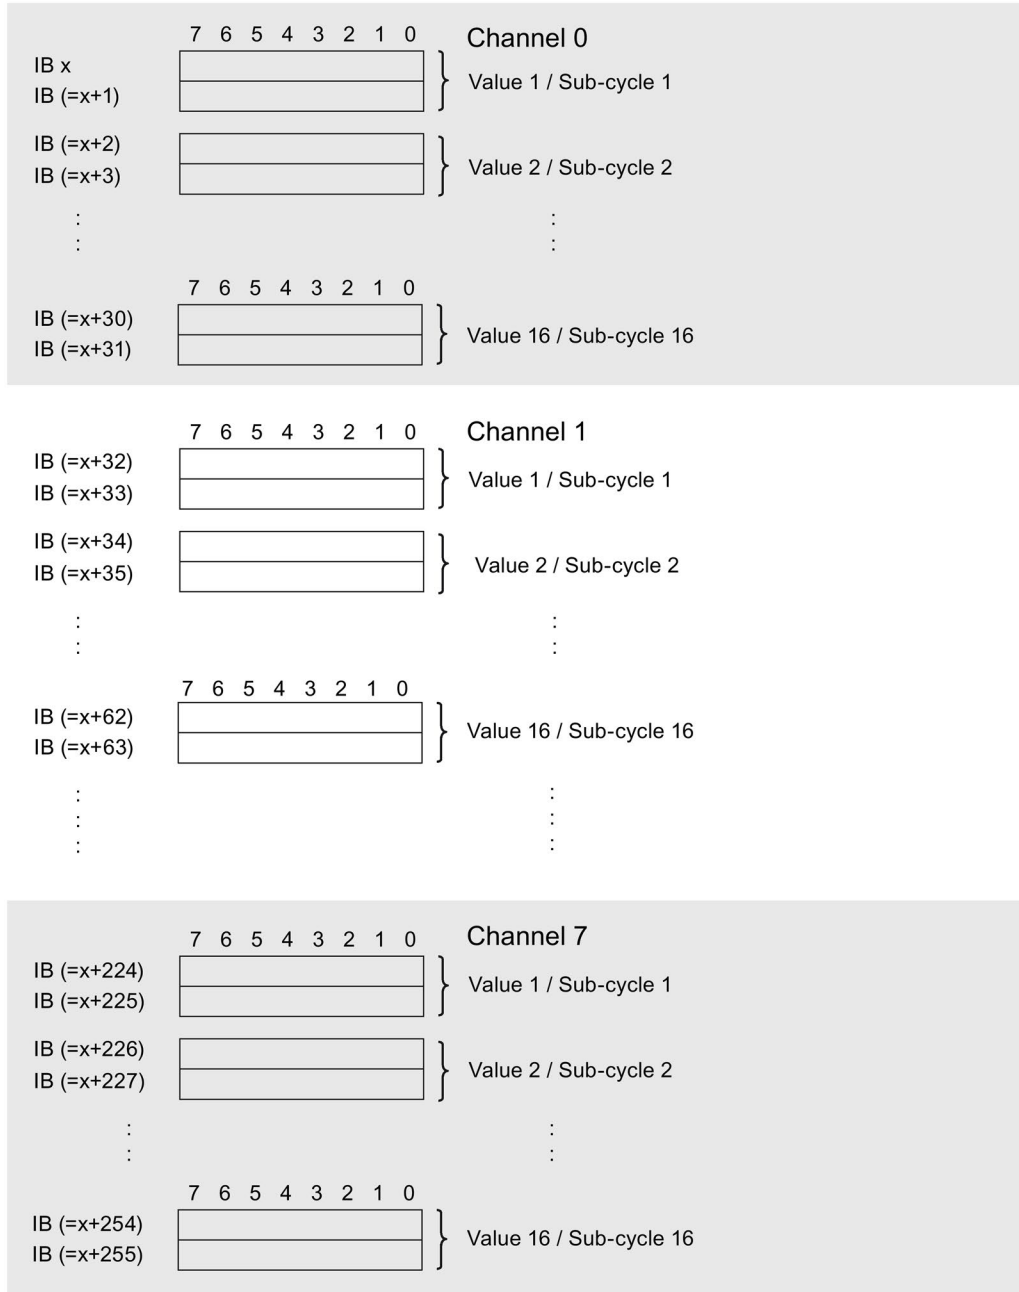 7 6 5 4 3 2 1 0 Channel 0
IB x
IB (=x+1)
Value 1 / Sub-cycle 1
IB (=x+2)
IB (=x+3)
Value 2 / Sub-cycle 2
7 6 5 4 3 2 1 0
IB (=x+30)
IB (=x+31)
Value 16 / Sub-cycle 16
7 6 5 4 3 2 1 0 Channel 1
IB (=x+32)
IB (=x+33)
Value 1 / Sub-cycle 1
IB (=x+34)
IB (=x+35)
Value 2 / Sub-cycle 2
7 6 5 4 3 2 1 0
IB (=x+62)
IB (=x+63)
Value 16 / Sub-cycle 16
7 6 5 4 3 2 1 0 Channel 7
IB (=x+224)
IB (=x+225)
Value 1 / Sub-cycle 1
IB (=x+226)
IB (=x+227)
Value 2 / Sub-cycle 2
7 6 5 4 3 2 1 0
IB (=x+254)
IB (=x+255)
Value 16 / Sub-cycle 16